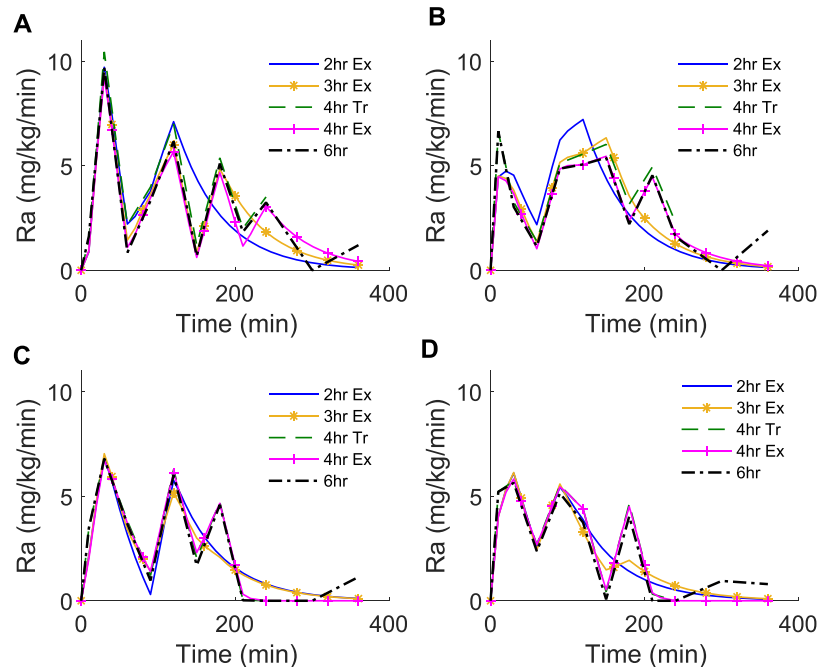 A
Ra (mg/kg/min)
10
5
0
0
200
400
Time (min)
2hr Ex
3hr Ex
4hr Tr
4hr Ex
6hr
B
Ra (mg/kg/min)
10
5
0
0
200
400
Time (min)
2hr Ex
3hr Ex
4hr Tr
4hr Ex
6hr
C
Ra (mg/kg/min)
10
5
0
0
200
400
Time (min)
2hr Ex
3hr Ex
4hr Tr
4hr Ex
6hr
D
Ra (mg/kg/min)
10
5
0
0
200
400
Time (min)
2hr Ex
3hr Ex
4hr Tr
4hr Ex
6hr